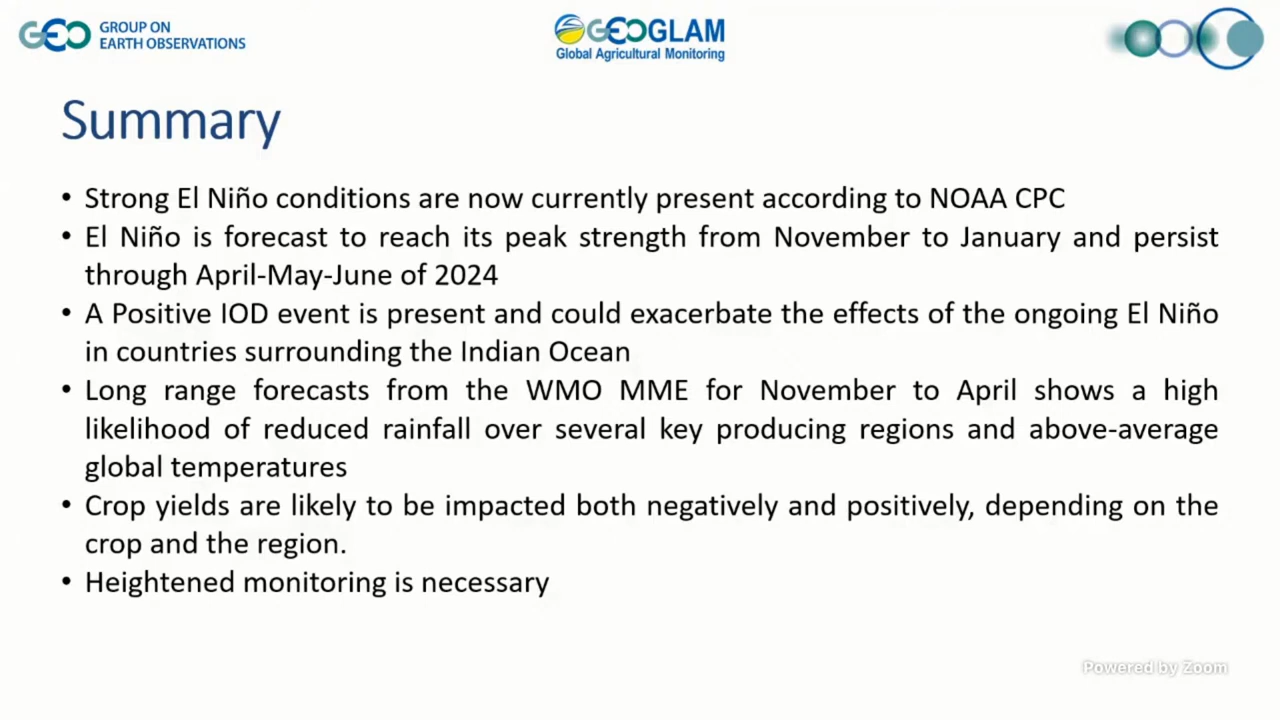 GEO GROUP ON
EARTH OBSERVATIONS
GEOGLAM
Global Agricultural Monitoring
Summary
• Strong El Niño conditions are now currently present according to NOAA CPC
• El Niño is forecast to reach its peak strength from November to January and persist
through April-May-June of 2024
• A Positive IOD event is present and could exacerbate the effects of the ongoing El Niño
in countries surrounding the Indian Ocean
• Long range forecasts from the WMO MME for November to April shows a high
likelihood of reduced rainfall over several key producing regions and above-average
global temperatures
• Crop yields are likely to be impacted both negatively and positively, depending on the
crop and the region.
• Heightened monitoring is necessary
Powered by Zoom